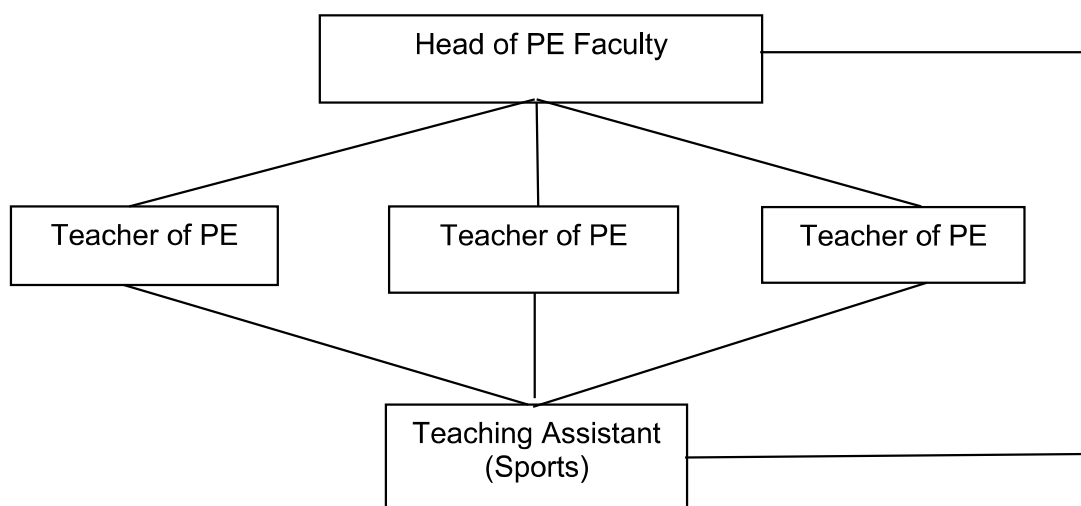 Head of PE Faculty
Teacher of PE
Teacher of PE
Teacher of PE
Teaching Assistant
(Sports)